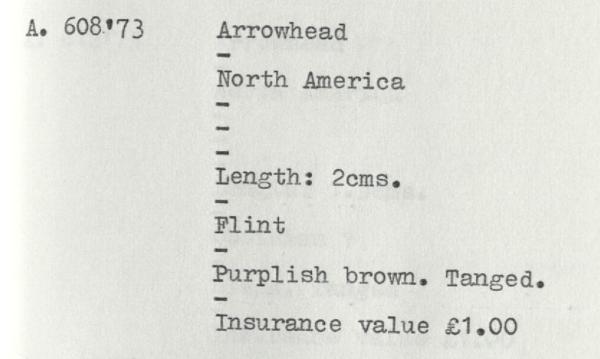 A. 608'73 Arrowhead
-
North America
-
-
-
Length: 2cms.
-
Flint
-
Purplish brown. Tanged.
-
Insurance value £1.00